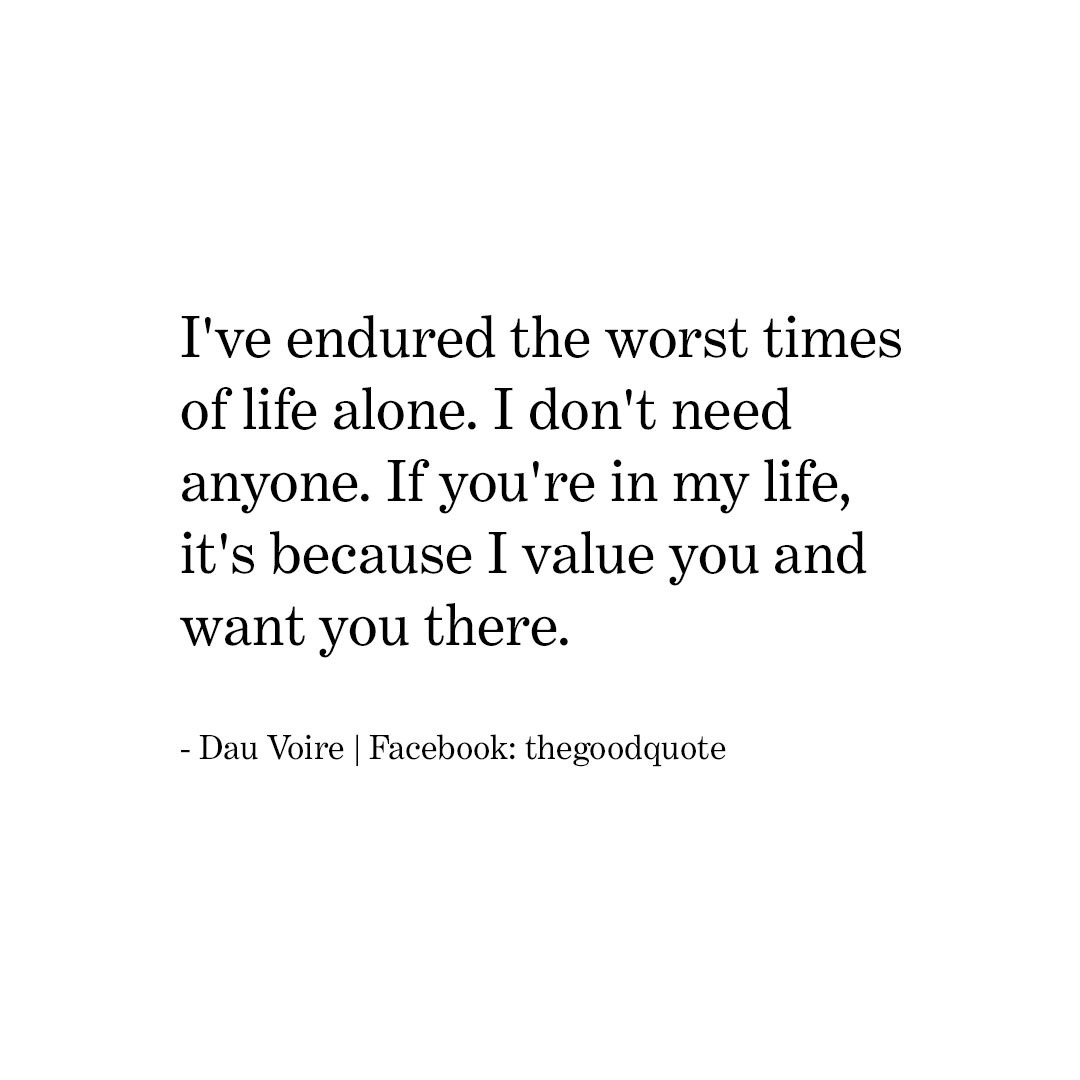 I've endured the worst times
of life alone. I don't need
anyone. If you're in my life,
it's because I value you and
want you there.
- Dau Voire | Facebook: thegoodquote